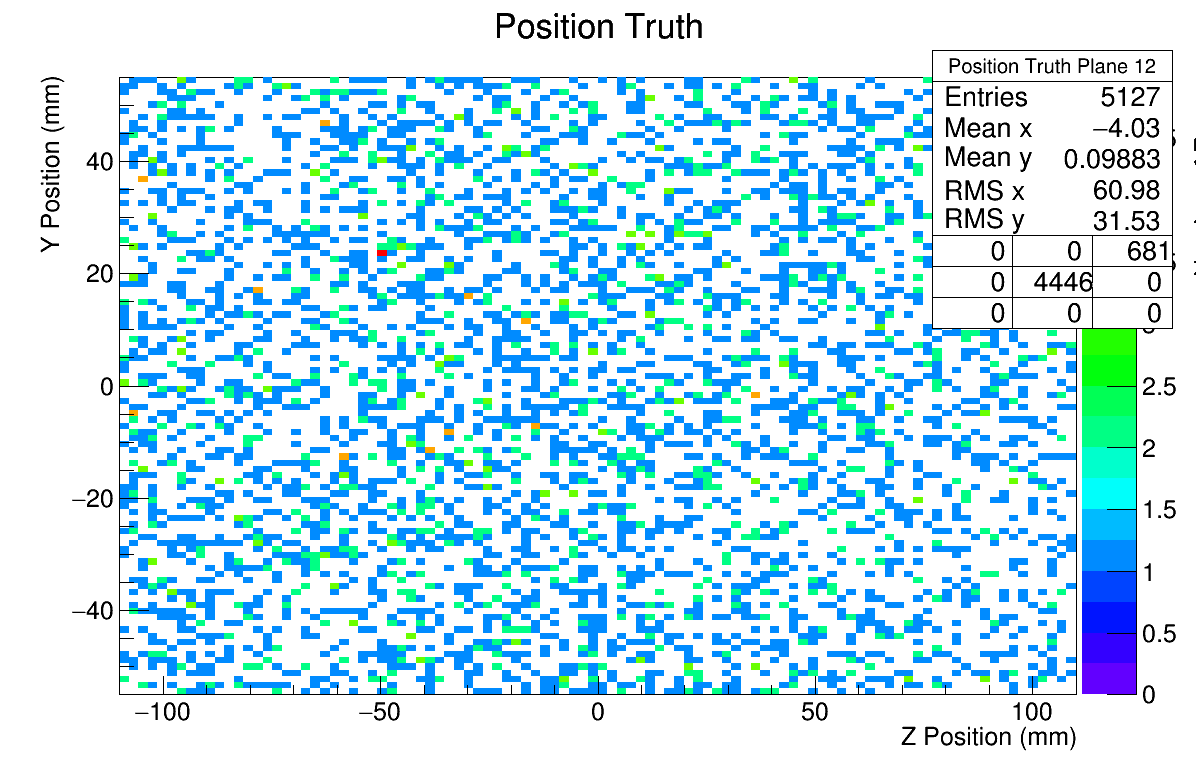 Position Truth
Position Truth Plane 12
Entries 5127
Mean x −4.03
Mean y 0.09883
RMS x 60.98
RMS y 31.53
0 0 681
0 4446 0
0 0 0
Y Position (mm)
40
20
0
−20
−40
−100 −50 0 50 100
Z Position (mm)
2.5
2
1.5
1
0.5
0